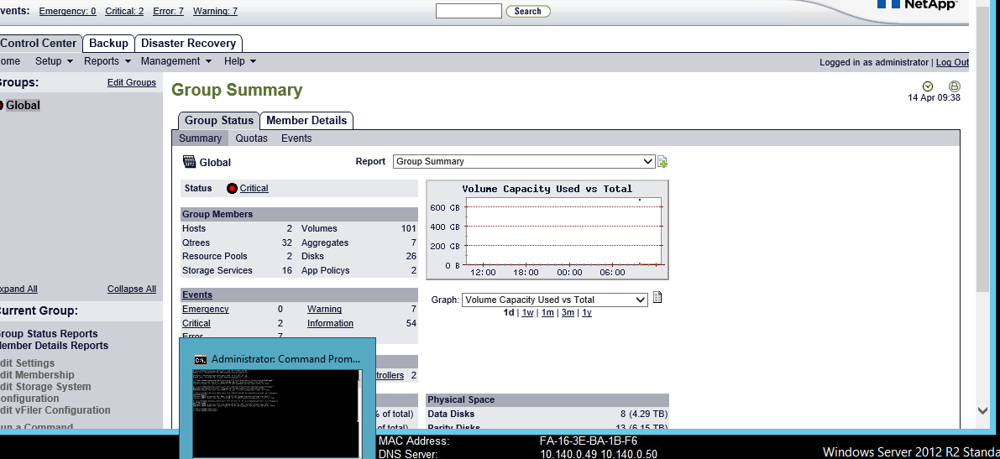 vents: Emergency: 0 Critical: 2 Error: 7 Warning: 7
Search
NetApp
Control Center Backup Disaster Recovery
ome Setup Reports Management Help
Logged in as administrator | Log Out
Groups: Edit Groups
Global
Group Summary
14 Apr 09:38
Group Status Member Details
Summary Quotas Events
Global
Report Group Summary
Status Critical
Volume Capacity Used vs Total
600 GB
400 GB
200 GB
0 B
12:00 18:00 00:00 06:00
Group Members
Hosts 2 Volumes 101
Qtrees 32 Aggregates 7
Resource Pools 2 Disks 26
Storage Services 16 App Policys 2
xpand All Collapse All
Events
Emergency 0 Warning 7
Critical 2 Information 54
Error 7
Graph: Volume Capacity Used vs Total
1d | 1w | 1m | 3m | 1y
urrent Group:
roup Status Reports
ember Details Reports
dit Settings
dit Membership
dit Storage System
onfiguration
dit vFiler Configuration
un a Command
Administrator: Command Prom...
trollers 2
% of total)
of total)
Physical Space
Data Disks 8 (4.29 TB)
Parity Disks 13 (6.15 TB)
MAC Address: FA-16-3E-BA-1B-F6
DNS Server: 10.140.0.49 10.140.0.50
Windows Server 2012 R2 Standa